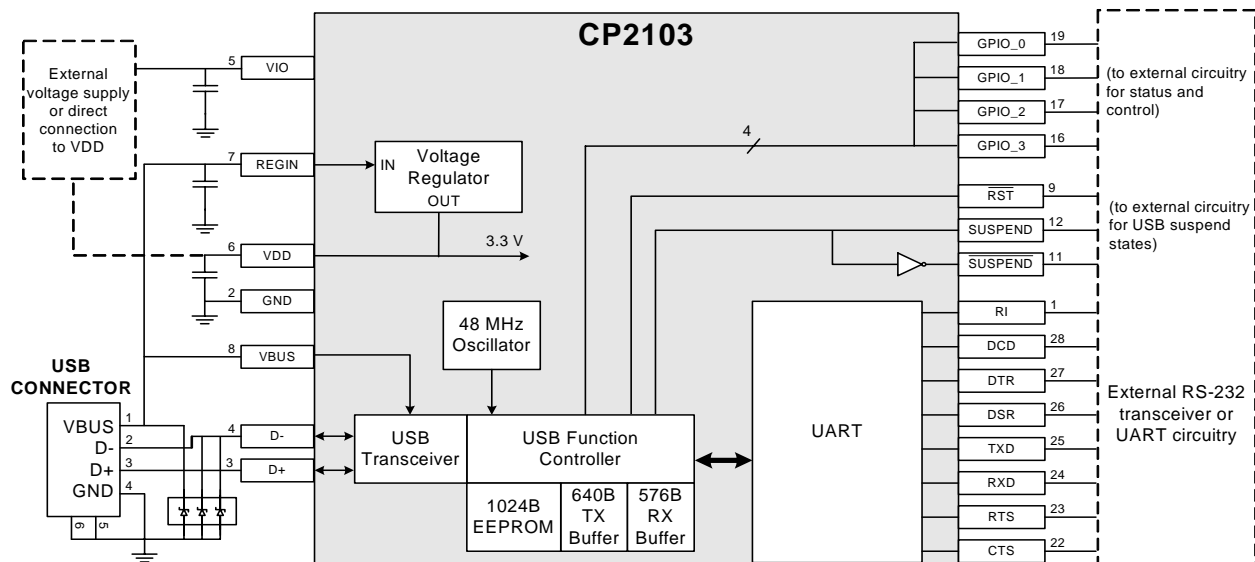 CP2103
External
voltage supply
or direct
connection
to VDD
5
VIO
7
REGIN
6
VDD
2
GND
8
VBUS
4
D-
3
D+
IN
Voltage
Regulator
OUT
3.3 V
48 MHz
Oscillator
USB
CONNECTOR
VBUS
1
D-
2
D+
3
GND
4
6
5
USB
Transceiver
USB Function
Controller
1024B
EEPROM
640B
TX
Buffer
576B
RX
Buffer
UART
4
GPIO_0
19
GPIO_1
18
GPIO_2
17
GPIO_3
16
RST
9
SUSPEND
12
SUSPEND
11
RI
1
DCD
28
DTR
27
DSR
26
TXD
25
RXD
24
RTS
23
CTS
22
(to external circuitry
for status and
control)
(to external circuitry
for USB suspend
states)
External RS-232
transceiver or
UART circuitry